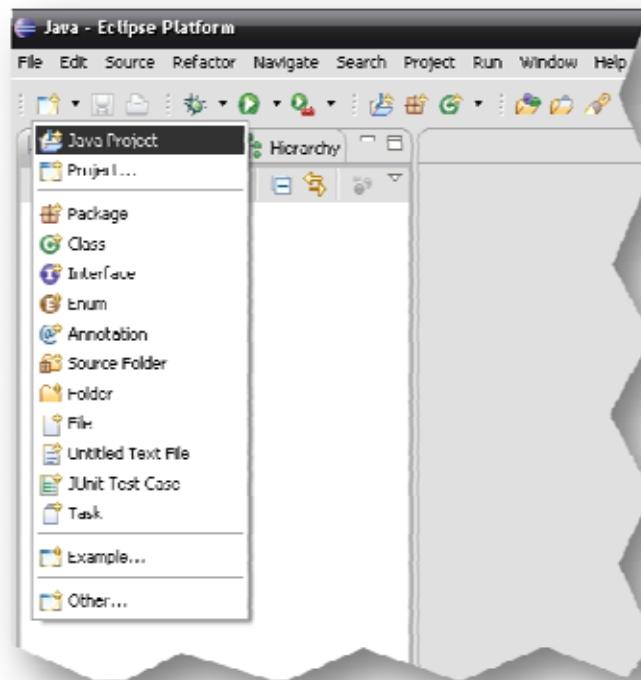 Java - Eclipse Platform
File Edit Source Refactor Navigate Search Project Run Window Help
Java Project
Hierarchy
Project...
Package
Class
Interface
Enum
Annotation
Source Folder
Folder
File
Untitled Text File
JUnit Test Case
Task
Example...
Other...